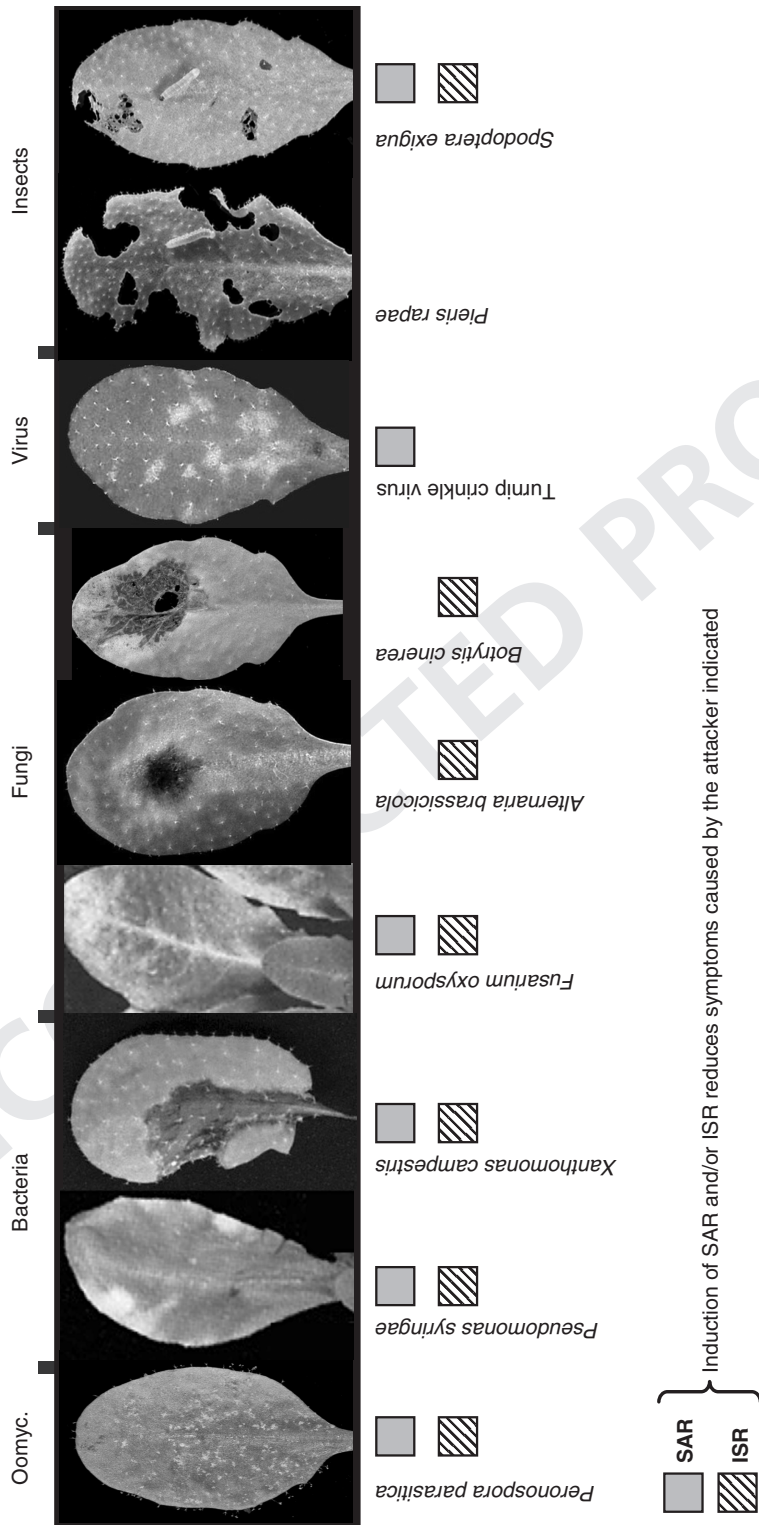 Oomyc.
Bacteria
Fungi
Virus
Insects
Peronospora parasitica
Pseudomonas syringae
Xanthomonas campestris
Fusarium oxysporum
Alternaria brassicicola
Botrytis cinerea
Turnip crinkle virus
Pieris rapae
Spodoptera exigua
SAR
ISR
Induction of SAR and/or ISR reduces symptoms caused by the attacker indicated
CTED PRO